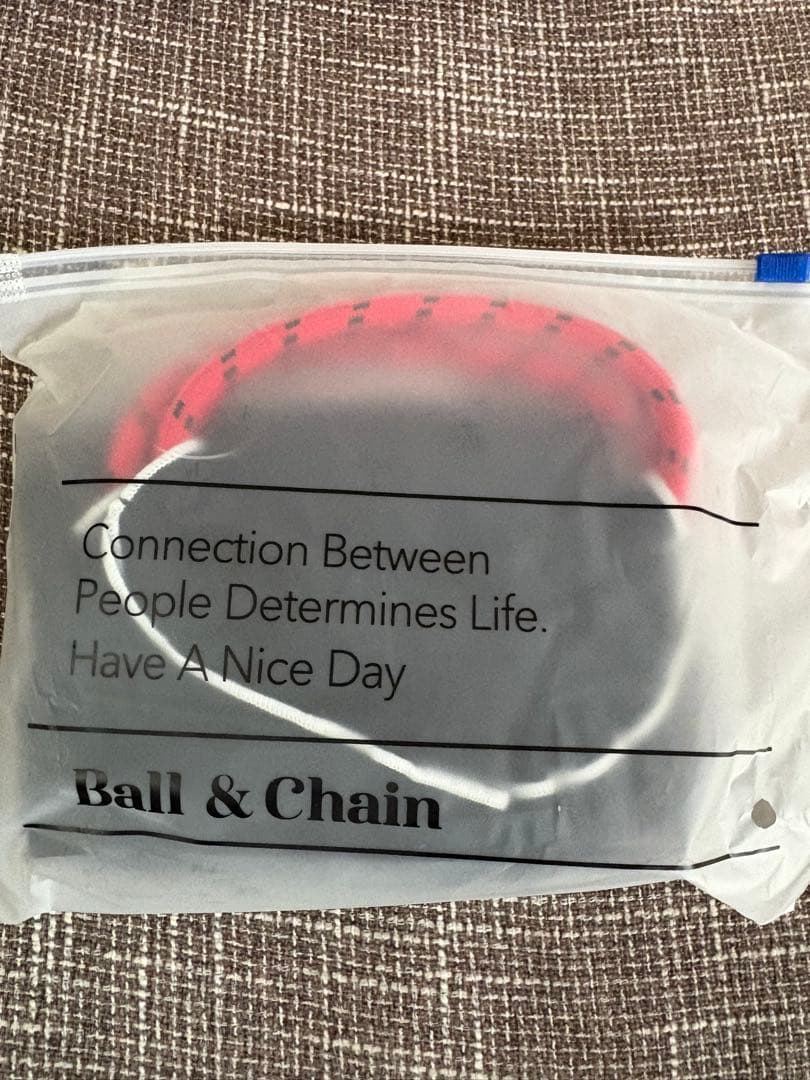 Connection Between
People Determines Life.
Have A Nice Day
Ball & Chain